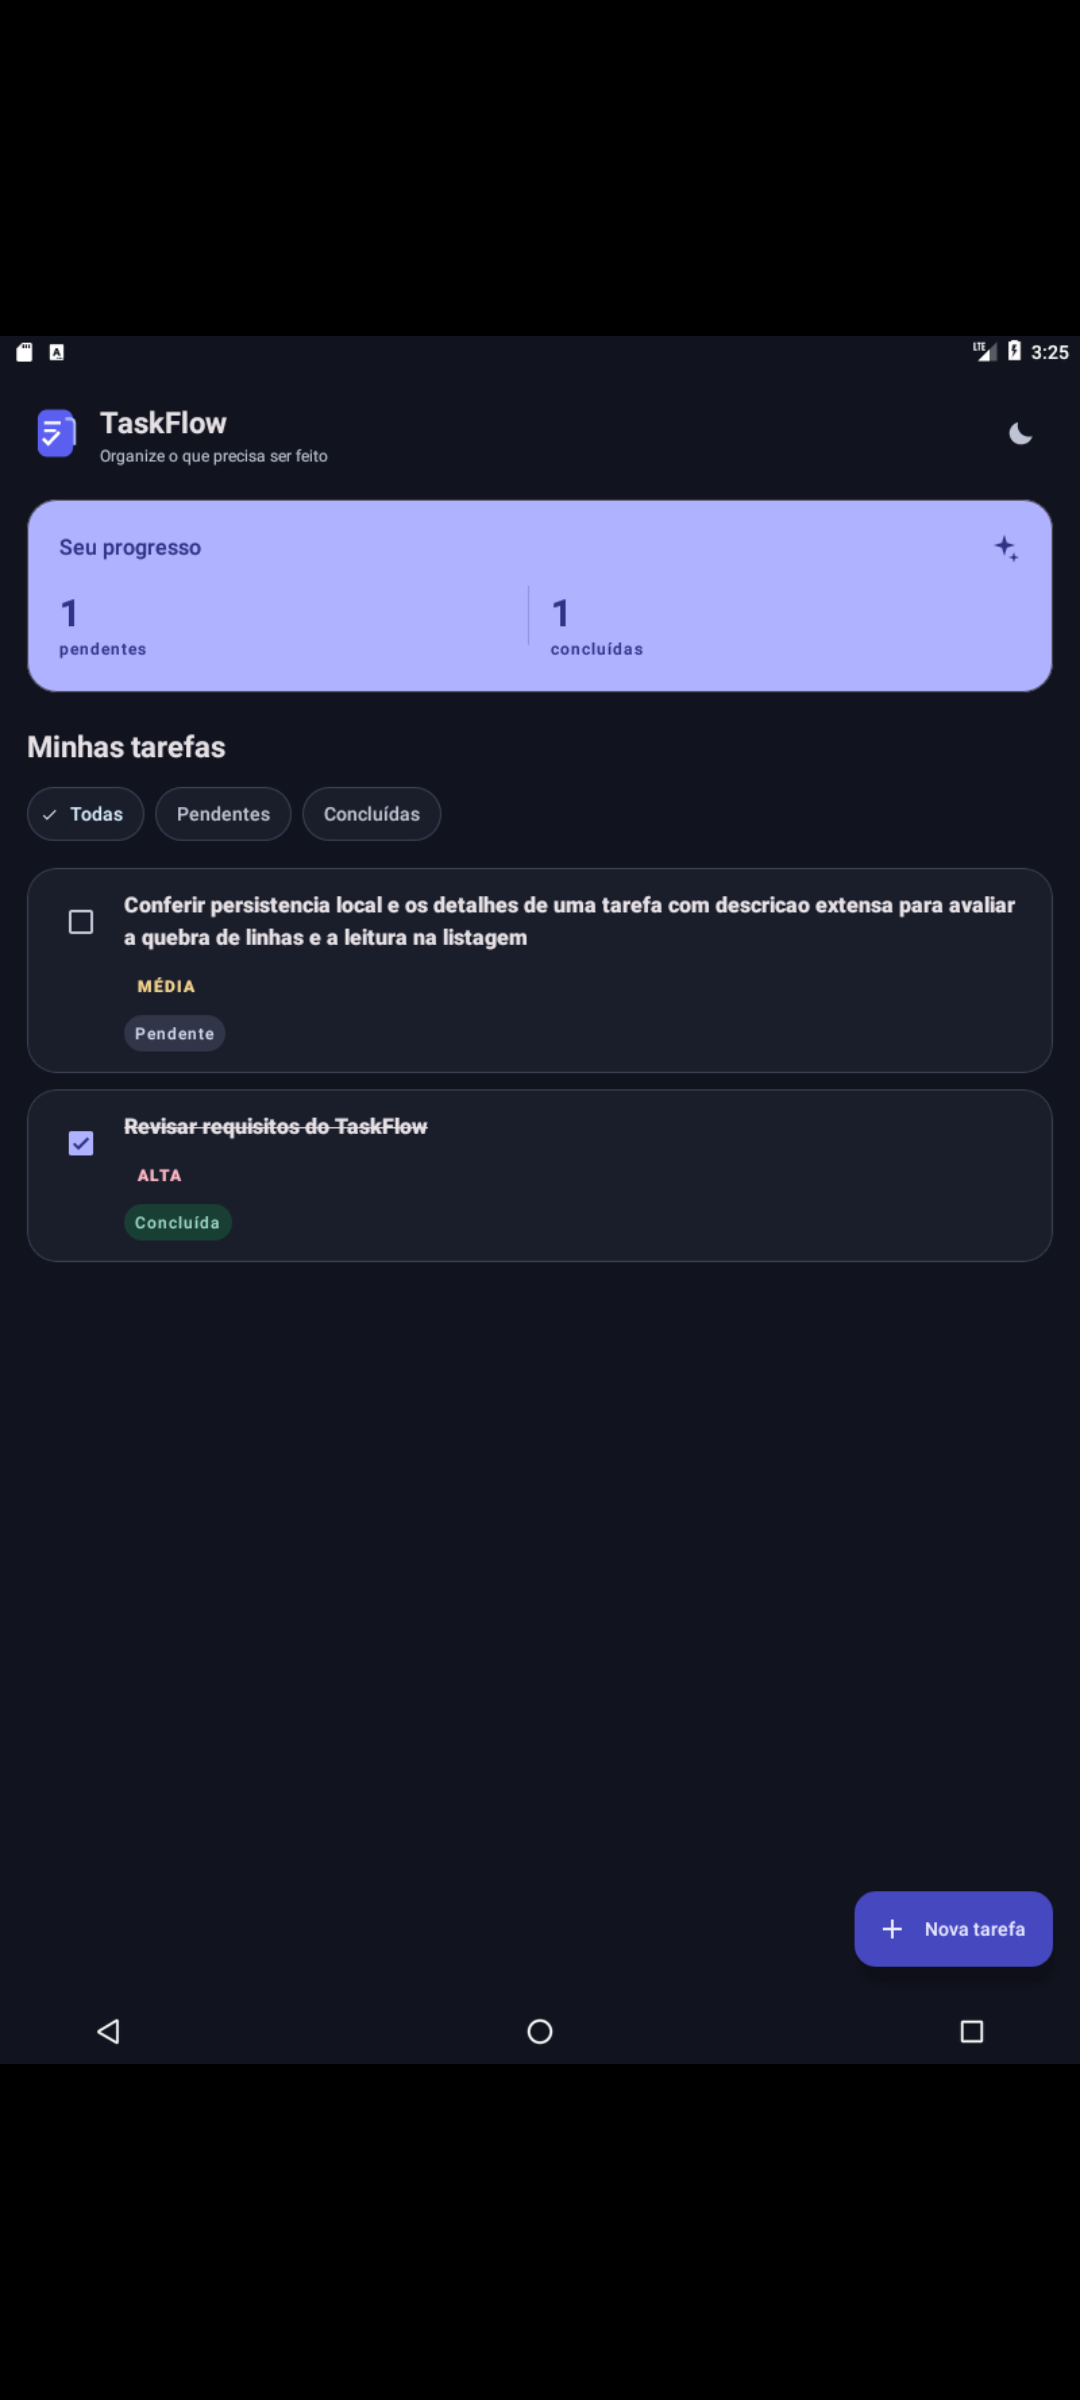 LTE
3:25
TaskFlow
Organize o que precisa ser feito
Seu progresso
1
pendentes
1
concluídas
Minhas tarefas
Todas
Pendentes
Concluídas
Conferir persistencia local e os detalhes de uma tarefa com descricao extensa para avaliar
a quebra de linhas e a leitura na listagem
MÉDIA
Pendente
Revisar requisitos do TaskFlow
ALTA
Concluída
Nova tarefa